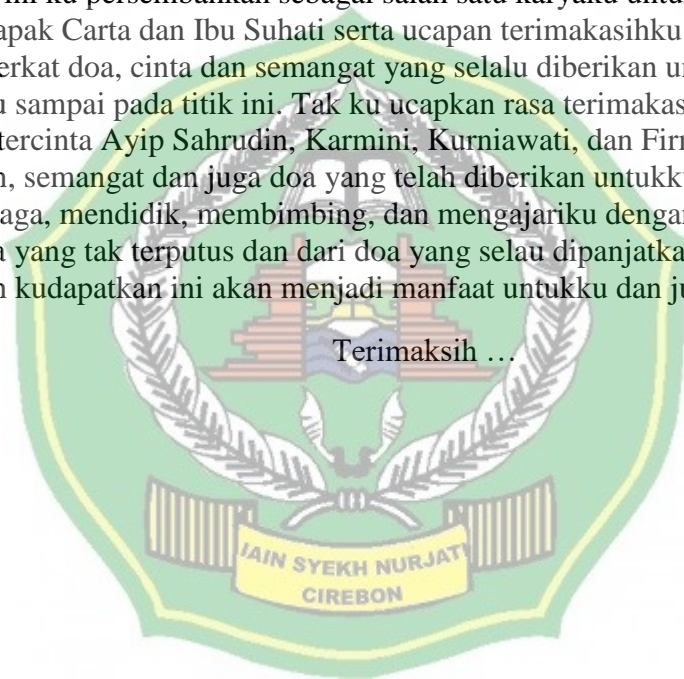 ini ku persembahkan sebagai salah satu karyaku untu
apak Carta dan Ibu Suhati serta ucapan terimakasihku
erkat doa, cinta dan semangat yang selalu diberikan u
u sampai pada titik ini. Tak ku ucapkan rasa terimakas
tercinta Ayip Sahrudin, Karmini, Kurniawati, dan Firm
n, semangat dan juga doa yang telah diberikan untukk
aga, mendidik, membimbing, dan mengajariku dengan
a yang tak terputus dan dari doa yang selau dipanjatka
n kudapatkan ini akan menjadi manfaat untukku dan ju
Terimaksih …
IAIN SYEKH NURJATI
CIREBON